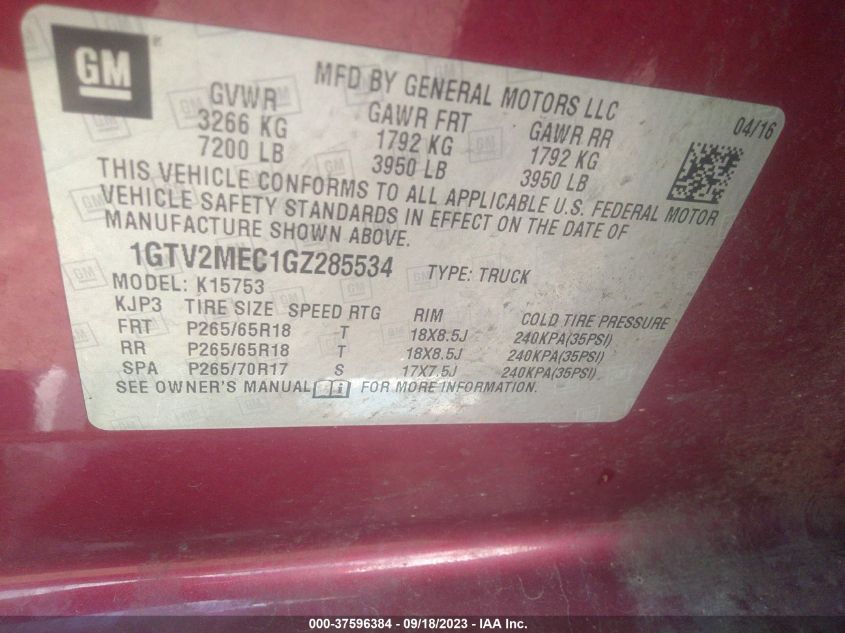 GM
MFD BY GENERAL MOTORS LLC
04/16
GVWR GAWR FRT GAWR RR
3266 KG 1792 KG 1792 KG
7200 LB 3950 LB 3950 LB
THIS VEHICLE CONFORMS TO ALL APPLICABLE U.S. FEDERAL MOTOR
VEHICLE SAFETY STANDARDS IN EFFECT ON THE DATE OF
MANUFACTURE SHOWN ABOVE.
1GTV2MEC1GZ285534 TYPE: TRUCK
MODEL: K15753
KJP3 TIRE SIZE SPEED RTG RIM COLD TIRE PRESSURE
FRT P265/65R18 T 18X8.5J 240KPA(35PSI)
RR P265/65R18 T 18X8.5J 240KPA(35PSI)
SPA P265/70R17 S 17X7.5J 240KPA(35PSI)
SEE OWNER'S MANUAL i FOR MORE INFORMATION.
000-37596384 - 09/18/2023 - IAA Inc.